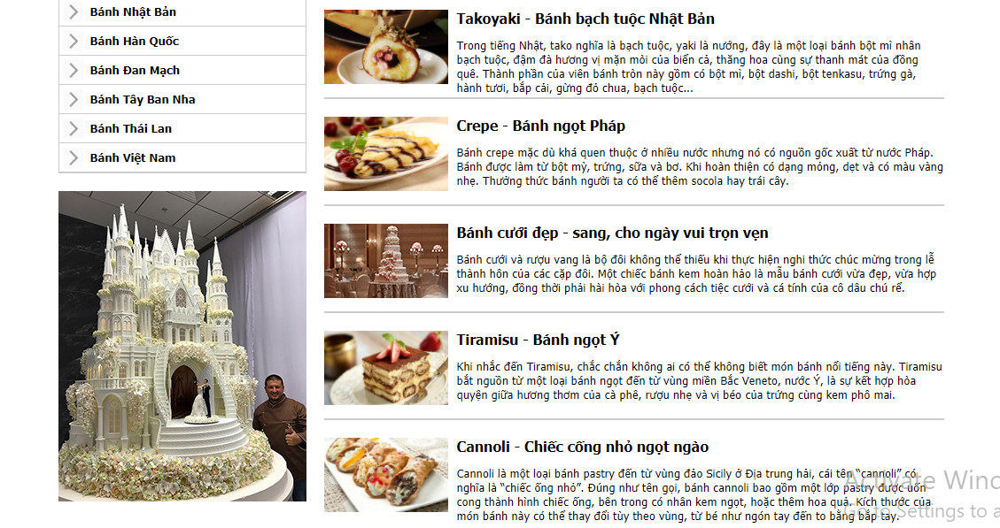 Bánh Nhật Bản
Bánh Hàn Quốc
Bánh Đan Mạch
Bánh Tây Ban Nha
Bánh Thái Lan
Bánh Việt Nam
Takoyaki - Bánh bạch tuộc Nhật Bản
Trong tiếng Nhật, tako nghĩa là bạch tuộc, yaki là nướng, đây là một loại bánh bột mì nhân
bạch tuộc, đậm đà hương vị mặn mòi của biển cả, thăng hoa cùng sự thanh mát của đồng
quê. Thành phần của viên bánh tròn này gồm có bột mì, bột dashi, bột tenkasu, trứng gà,
hành tươi, bắp cải, gừng đỏ chua, bạch tuộc...
Crepe - Bánh ngọt Pháp
Bánh crepe mặc dù khá quen thuộc ở nhiều nước nhưng nó có nguồn gốc xuất từ nước Pháp.
Bánh được làm từ bột mỳ, trứng, sữa và bơ. Khi hoàn thiện có dạng mỏng, dẹt và có màu vàng
nhẹ. Thưởng thức bánh người ta có thể thêm socola hay trái cây.
Bánh cưới đẹp - sang, cho ngày vui trọn vẹn
Bánh cưới và rượu vang là bộ đôi không thể thiếu khi thực hiện nghi thức chúc mừng trong lễ
thành hôn của các cặp đôi. Một chiếc bánh kem hoàn hảo là mẫu bánh cưới vừa đẹp, vừa hợp
xu hướng, đồng thời phải hài hòa với phong cách tiệc cưới và cá tính của cô dâu chú rể.
Tiramisu - Bánh ngọt Ý
Khi nhắc đến Tiramisu, chắc chắn không ai có thể không biết món bánh nổi tiếng này. Tiramisu
bắt nguồn từ một loại bánh ngọt đến từ vùng miền Bắc Veneto, nước Ý, là sự kết hợp hòa
quyện giữa hương thơm của cà phê, rượu nhẹ và vị béo của trứng cùng kem phô mai.
Cannoli - Chiếc cống nhỏ ngọt ngào
Cannoli là một loại bánh pastry đến từ vùng đảo Sicily ở Địa trung hải, cái tên “cannoli” có
nghĩa là “chiếc ống nhỏ”. Đúng như tên gọi, bánh cannoli bao gồm một lớp pastry được uốn
cong thành hình chiếc ống, bên trong có nhân kem ngọt, hoặc thêm hoa quả. Kích thước của
món bánh này có thể thay đổi tùy theo vùng, từ bé như ngón tay đến to bằng bắp tay.
Activate Wind
Go to Settings to a